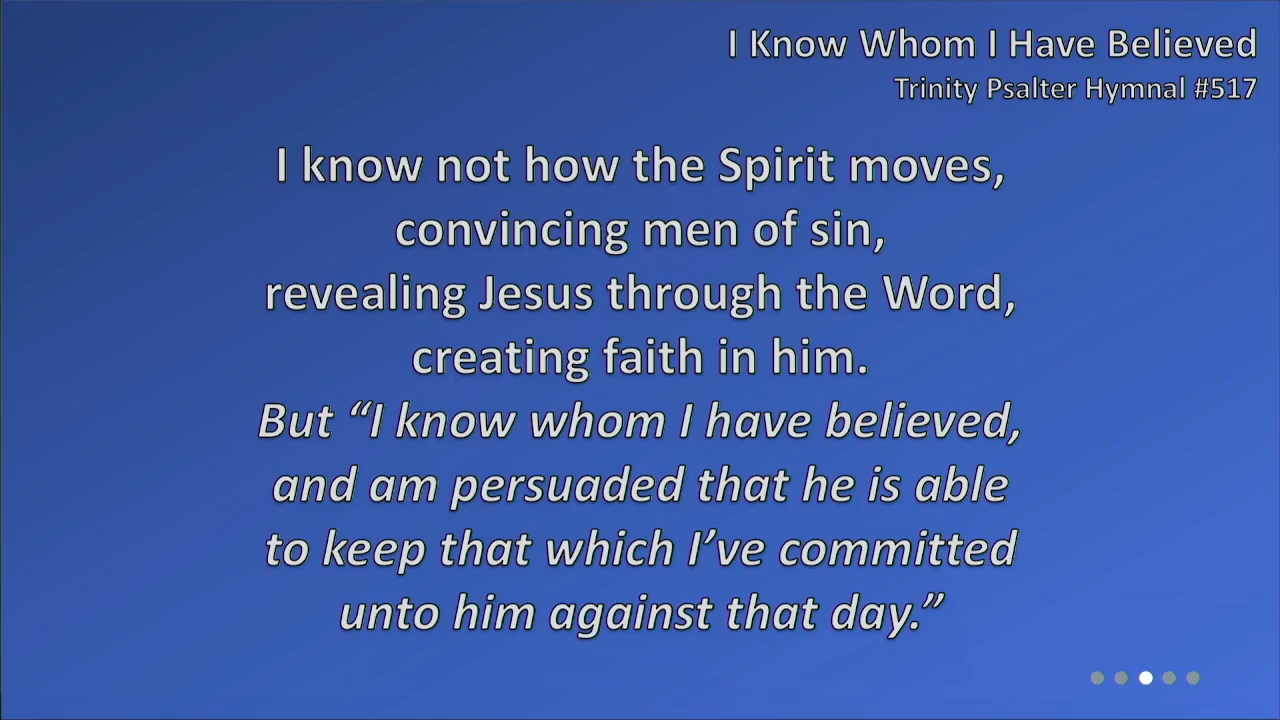 I Know Whom I Have Believed
Trinity Psalter Hymnal #517
I know not how the Spirit moves,
convincing men of sin,
revealing Jesus through the Word,
creating faith in him.
But “I know whom I have believed,
and am persuaded that he is able
to keep that which I’ve committed
unto him against that day.”